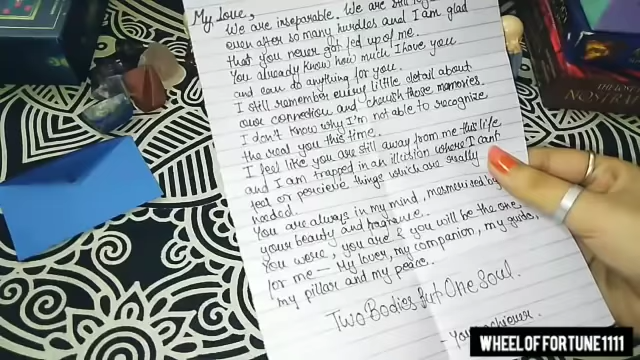 My Love,
We are inseparable. We are still
even after so many hurdles and I am glad
that you never got fed up of me.
You already know how much I love you
and can do anything for you.
I still remember every little detail about
our connection and cherish those memories.
I don't know why I'm not able to recognize
the real you this time.
I feel like you are still away from me this life
and I am trapped in an illusion where I can't
feel or percieve things which are really
needed.
You are always in my mind, mesmerised by
your beauty and fragrance.
You were, you are & you will be the one
for me - My lover, my companion, my guide,
my pillar and my peace.
Two Bodies But One Soul.
- Your achiever.
WHEEL OF FORTUNE1111